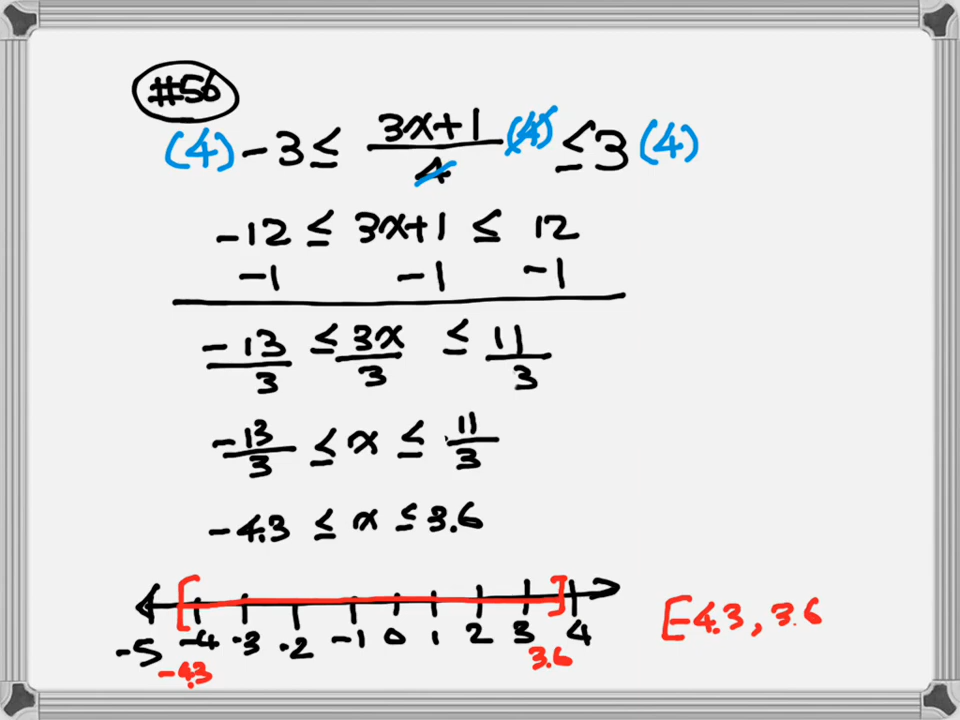 #56
(4) -3 ≤ 3x+1/4 (4) ≤ 3 (4)
-12 ≤ 3x+1 ≤ 12
-1 -1 -1
-13/3 ≤ 3x/3 ≤ 11/3
-13/3 ≤ x ≤ 11/3
-4.3 ≤ x ≤ 3.6
-5 -4 -3 -2 -1 0 1 2 3 4
-4.3 3.6
[-4.3, 3.6